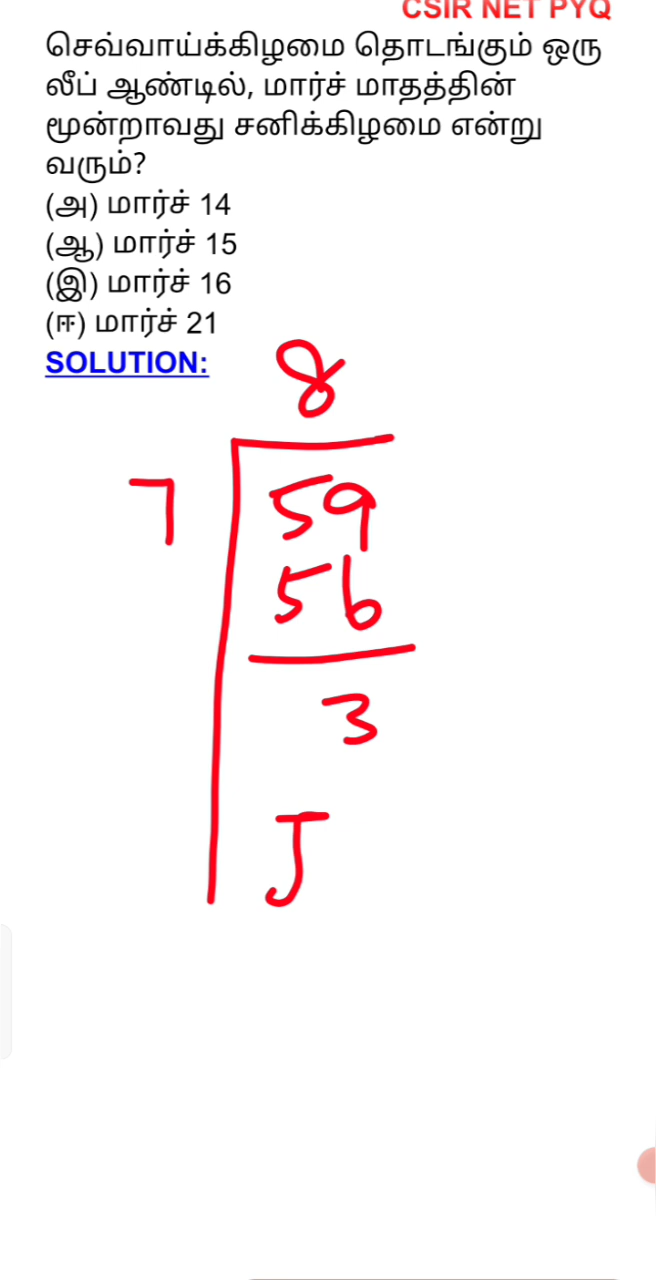 CSIR NET PYQ
செவ்வாய்க்கிழமை தொடங்கும் ஒரு
லீப் ஆண்டில், மார்ச் மாதத்தின்
மூன்றாவது சனிக்கிழமை என்று
வரும்?
(அ) மார்ச் 14
(ஆ) மார்ச் 15
(இ) மார்ச் 16
(ஈ) மார்ச் 21
SOLUTION:
8
7 59
56
3
J